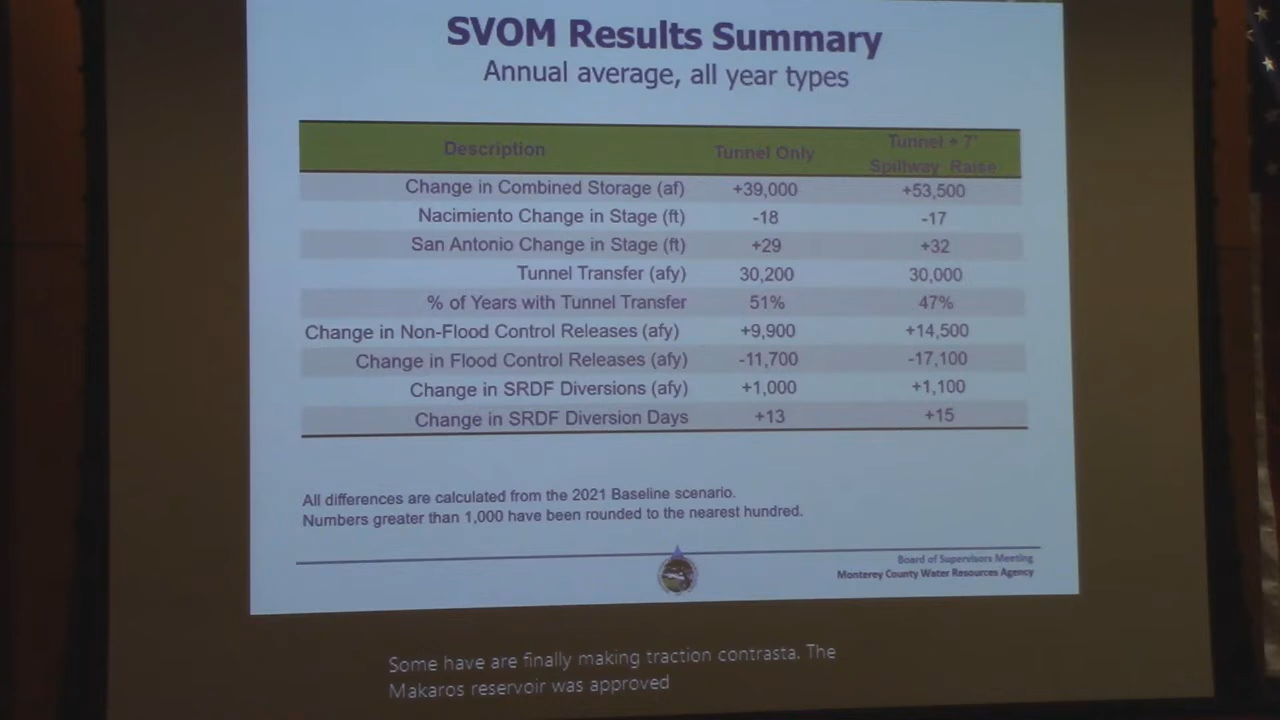 SVOM Results Summary
Annual average, all year types
Description Tunnel Only Tunnel + 7' Spillway Raise
Change in Combined Storage (af) +39,000 +53,500
Nacimiento Change in Stage (ft) -18 -17
San Antonio Change in Stage (ft) +29 +32
Tunnel Transfer (afy) 30,200 30,000
% of Years with Tunnel Transfer 51% 47%
Change in Non-Flood Control Releases (afy) +9,900 +14,500
Change in Flood Control Releases (afy) -11,700 -17,100
Change in SRDF Diversions (afy) +1,000 +1,100
Change in SRDF Diversion Days +13 +15
All differences are calculated from the 2021 Baseline scenario.
Numbers greater than 1,000 have been rounded to the nearest hundred.
Board of Supervisors Meeting
Monterey County Water Resources Agency
Some have are finally making traction contrasta. The
Makaros reservoir was approved